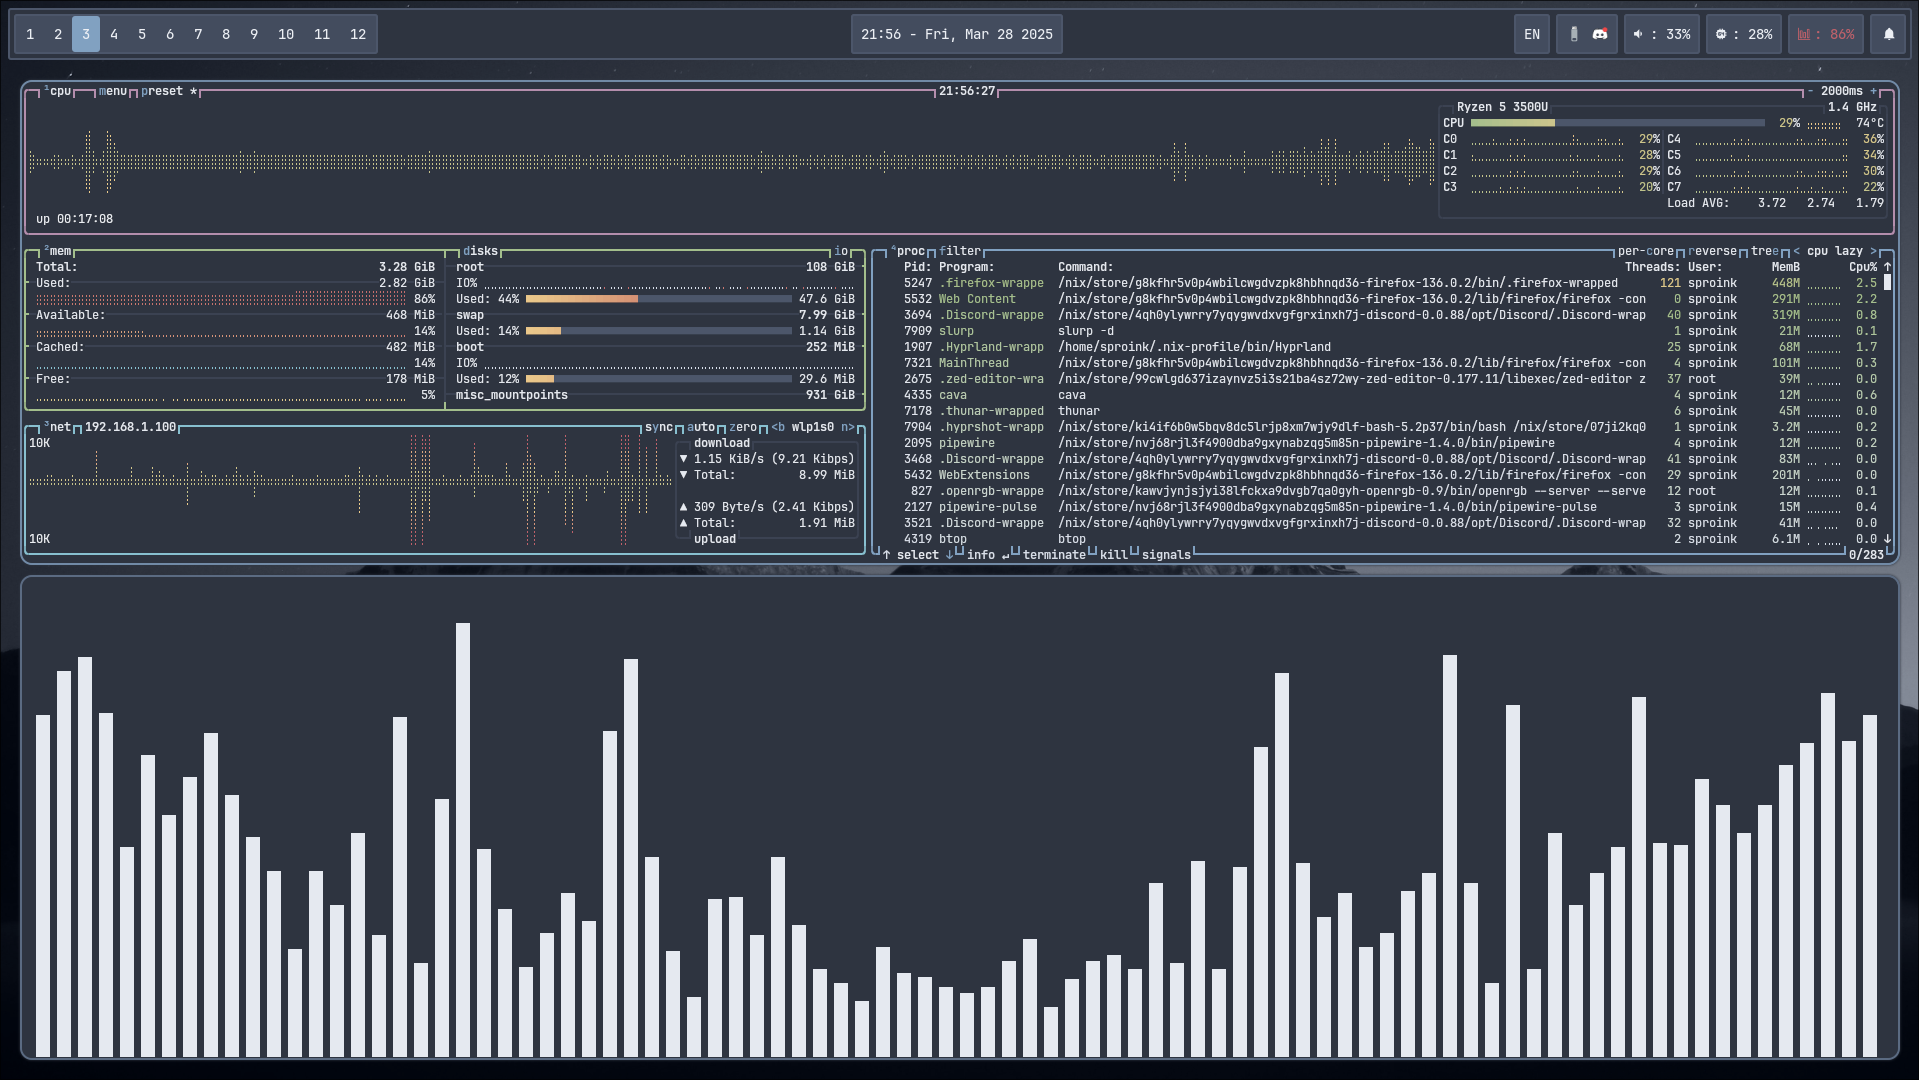 1 2 3 4 5 6 7 8 9 10 11 12
21:56 - Fri, Mar 28 2025
EN : 33% : 28% : 86%
¹cpu menu preset * 21:56:27 - 2000ms +
Ryzen 5 3500U 1.4 GHz
CPU 29% 74°C
C0 29% C4 36%
C1 28% C5 34%
C2 29% C6 30%
C3 20% C7 22%
Load AVG: 3.72 2.74 1.79
up 00:17:08
²mem disks io
Total: 3.28 GiB
Used: 2.82 GiB
86%
Available: 468 MiB
14%
Cached: 482 MiB
14%
Free: 178 MiB
5%
root 108 GiB
IO%
Used: 44% 47.6 GiB
swap 7.99 GiB
Used: 14% 1.14 GiB
boot 252 MiB
IO%
Used: 12% 29.6 MiB
misc_mountpoints 931 GiB
³net 192.168.1.100 sync auto zero <b wlp1s0 n>
10K
10K
download
▼ 1.15 KiB/s (9.21 Kibps)
▼ Total: 8.99 MiB
▲ 309 Byte/s (2.41 Kibps)
▲ Total: 1.91 MiB
upload
⁴proc filter per-core reverse tree < cpu lazy >
Pid: Program: Command: Threads: User: MemB Cpu% ↑
5247 .firefox-wrappe /nix/store/g8kfhr5v0p4wbilcwgdvzpk8hbhnqd36-firefox-136.0.2/bin/.firefox-wrapped 121 sproink 448M 2.5
5532 Web Content /nix/store/g8kfhr5v0p4wbilcwgdvzpk8hbhnqd36-firefox-136.0.2/lib/firefox/firefox -con 0 sproink 291M 2.2
3694 .Discord-wrappe /nix/store/4qh0ylywrry7yqygwvdxvgfgrxinxh7j-discord-0.0.88/opt/Discord/.Discord-wrap 40 sproink 319M 0.8
7909 slurp slurp -d 1 sproink 21M 0.1
1907 .Hyprland-wrapp /home/sproink/.nix-profile/bin/Hyprland 25 sproink 68M 1.7
7321 MainThread /nix/store/g8kfhr5v0p4wbilcwgdvzpk8hbhnqd36-firefox-136.0.2/lib/firefox/firefox -con 4 sproink 101M 0.3
2675 .zed-editor-wra /nix/store/99cwlgd637izaynvz5i3s21ba4sz72wy-zed-editor-0.177.11/libexec/zed-editor z 37 root 39M 0.0
4335 cava cava 4 sproink 12M 0.6
7178 .thunar-wrapped thunar 6 sproink 45M 0.0
7904 .hyprshot-wrapp /nix/store/ki4if6b0w5bqv8dc5lrjp8xm7wjy9dlf-bash-5.2p37/bin/bash /nix/store/07ji2kq0 1 sproink 3.2M 0.2
2095 pipewire /nix/store/nvj68rjl3f4900dba9gxynabzqg5m85n-pipewire-1.4.0/bin/pipewire 4 sproink 12M 0.2
3468 .Discord-wrappe /nix/store/4qh0ylywrry7yqygwvdxvgfgrxinxh7j-discord-0.0.88/opt/Discord/.Discord-wrap 41 sproink 83M 0.0
5432 WebExtensions /nix/store/g8kfhr5v0p4wbilcwgdvzpk8hbhnqd36-firefox-136.0.2/lib/firefox/firefox -con 29 sproink 201M 0.0
827 .openrgb-wrappe /nix/store/kawvjynjsjyi38lfckxa9dvgb7qa0gyh-openrgb-0.9/bin/openrgb --server --serve 12 root 12M 0.1
2127 pipewire-pulse /nix/store/nvj68rjl3f4900dba9gxynabzqg5m85n-pipewire-1.4.0/bin/pipewire-pulse 3 sproink 15M 0.4
3521 .Discord-wrappe /nix/store/4qh0ylywrry7yqygwvdxvgfgrxinxh7j-discord-0.0.88/opt/Discord/.Discord-wrap 32 sproink 41M 0.0
4319 btop btop 2 sproink 6.1M 0.0 ↓
↑ select ↓ info ↵ terminate kill signals 0/283